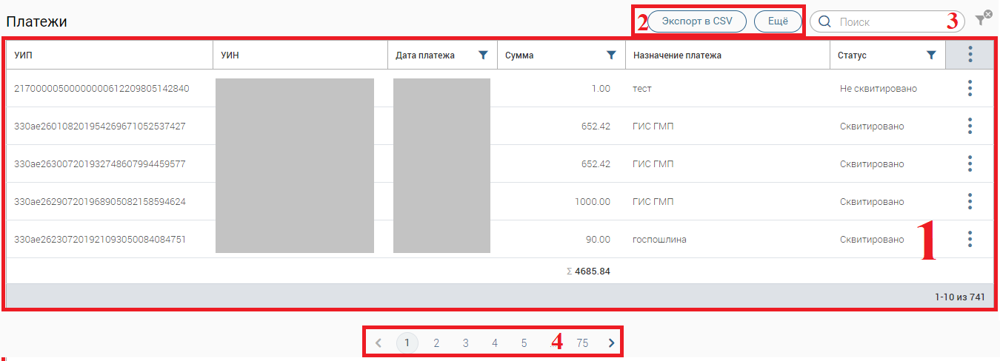 Платежи
2 Экспорт в CSV Ещё Поиск 3
УИП УИН Дата платежа Сумма Назначение платежа Статус
21700000500000000612209805142840 1.00 тест Не сквитировано
330ae260108201954269671052537427 652.42 ГИС ГМП Сквитировано
330ae263007201932748607994459577 652.42 ГИС ГМП Сквитировано
330ae262907201968905082158594624 1000.00 ГИС ГМП Сквитировано
330ae262307201921093050084084751 90.00 госпошлина Сквитировано
1
Σ 4685.84
1-10 из 741
1 2 3 4 5 ... 4 75